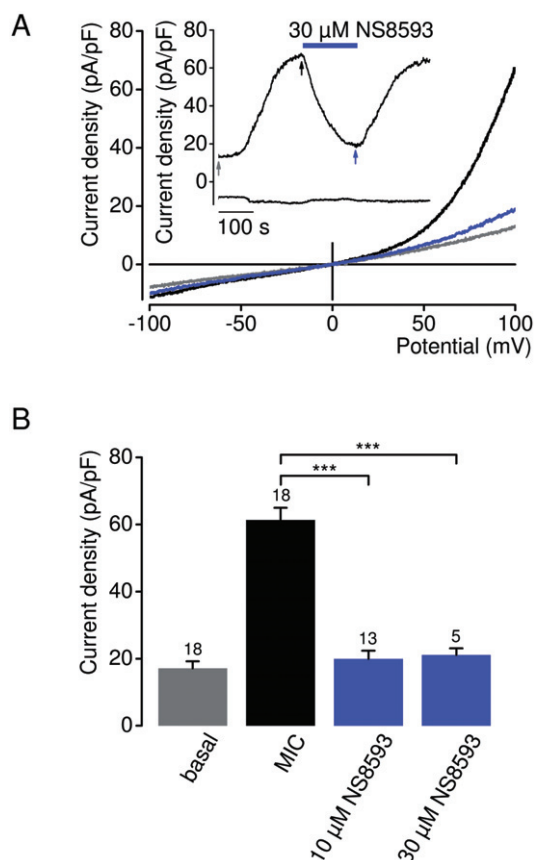 A
30 µM NS8593
Current density (pA/pF)
80
60
40
20
0
Current density (pA/pF)
80
60
40
20
0
100 s
-100
-50
0
50
100
Potential (mV)
B
Current density (pA/pF)
80
60
40
20
0
***
***
18
18
13
5
basal
MIC
10 µM NS8593
30 µM NS8593